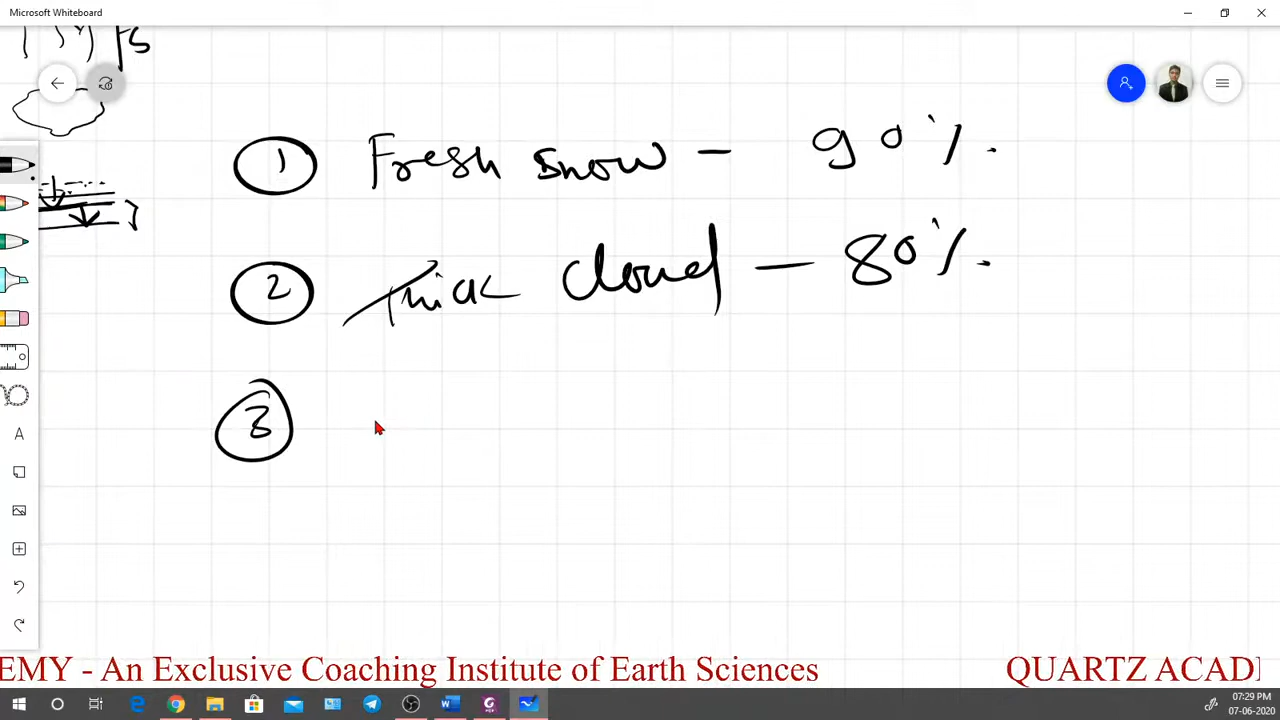 Microsoft Whiteboard
1 Fresh snow - 90%.
2 Thick cloud - 80%.
3
A
EMY - An Exclusive Coaching Institute of Earth Sciences QUARTZ ACAD
07:29 PM
07-06-2020